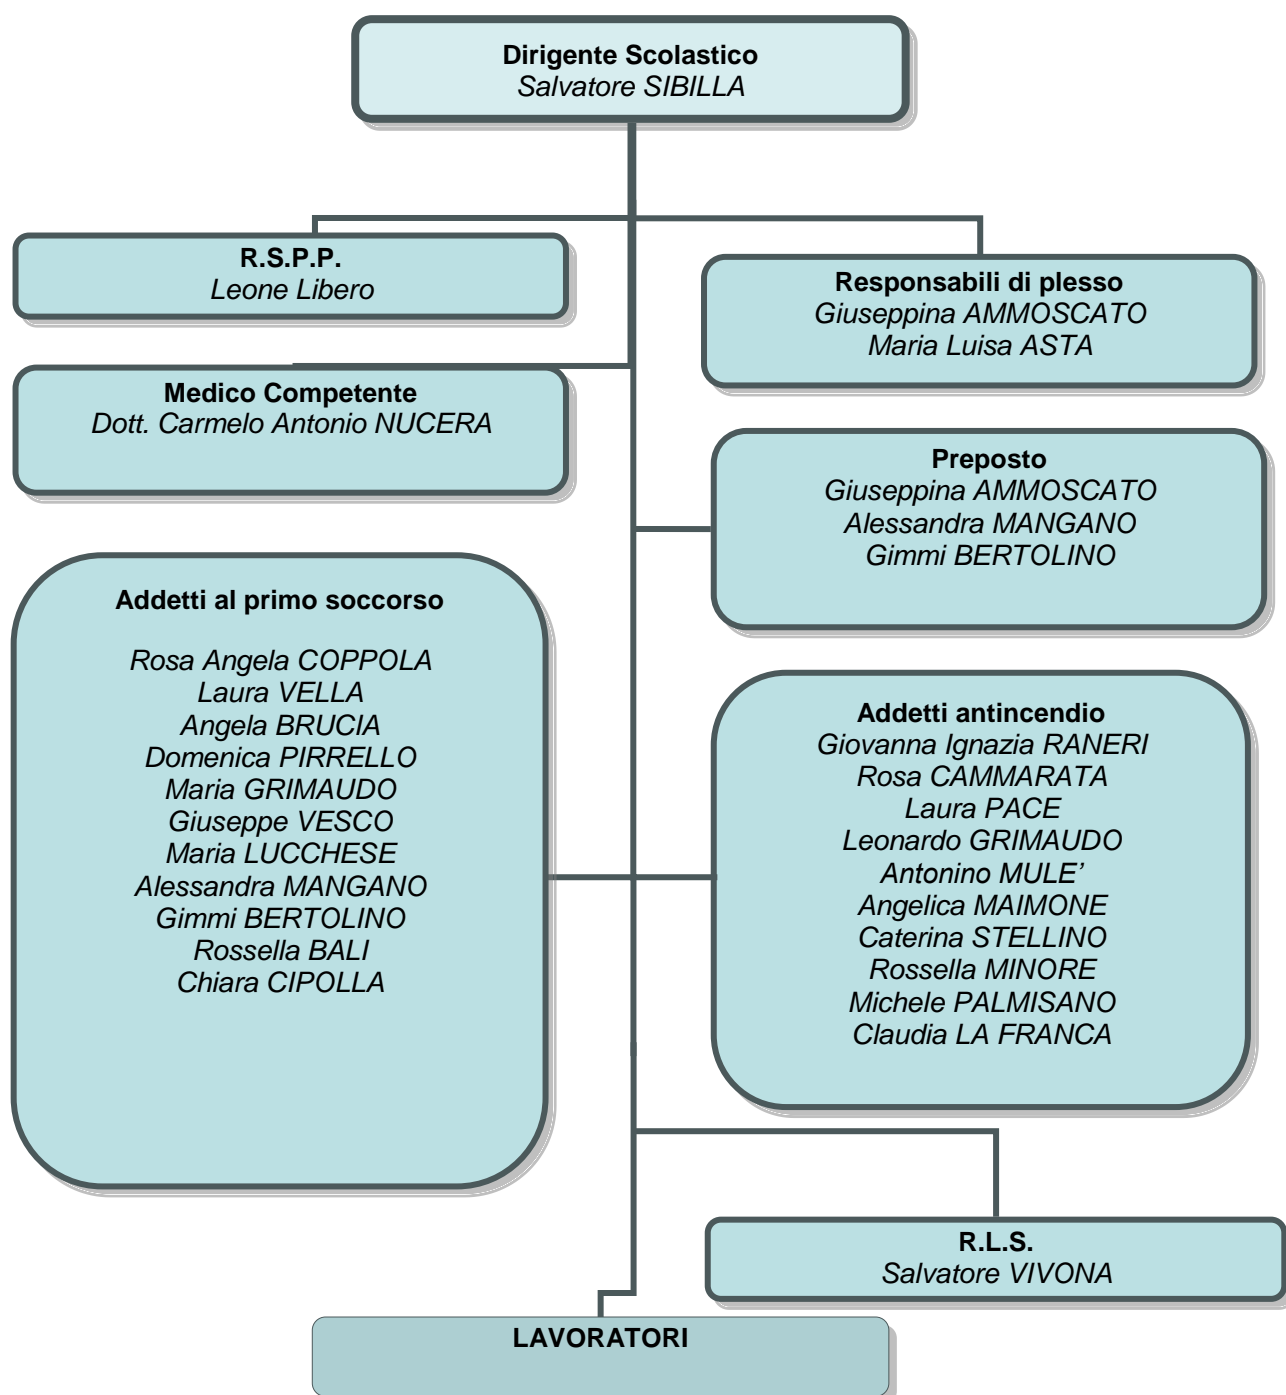 Dirigente Scolastico
Salvatore SIBILLA
R.S.P.P.
Leone Libero
Responsabili di plesso
Giuseppina AMMOSCATO
Maria Luisa ASTA
Medico Competente
Dott. Carmelo Antonio NUCERA
Preposto
Giuseppina AMMOSCATO
Alessandra MANGANO
Gimmi BERTOLINO
Addetti al primo soccorso
Rosa Angela COPPOLA
Laura VELLA
Angela BRUCIA
Domenica PIRRELLO
Maria GRIMAUDO
Giuseppe VESCO
Maria LUCCHESE
Alessandra MANGANO
Gimmi BERTOLINO
Rossella BALI
Chiara CIPOLLA
Addetti antincendio
Giovanna Ignazia RANERI
Rosa CAMMARATA
Laura PACE
Leonardo GRIMAUDO
Antonino MULE’
Angelica MAIMONE
Caterina STELLINO
Rossella MINORE
Michele PALMISANO
Claudia LA FRANCA
R.L.S.
Salvatore VIVONA
LAVORATORI